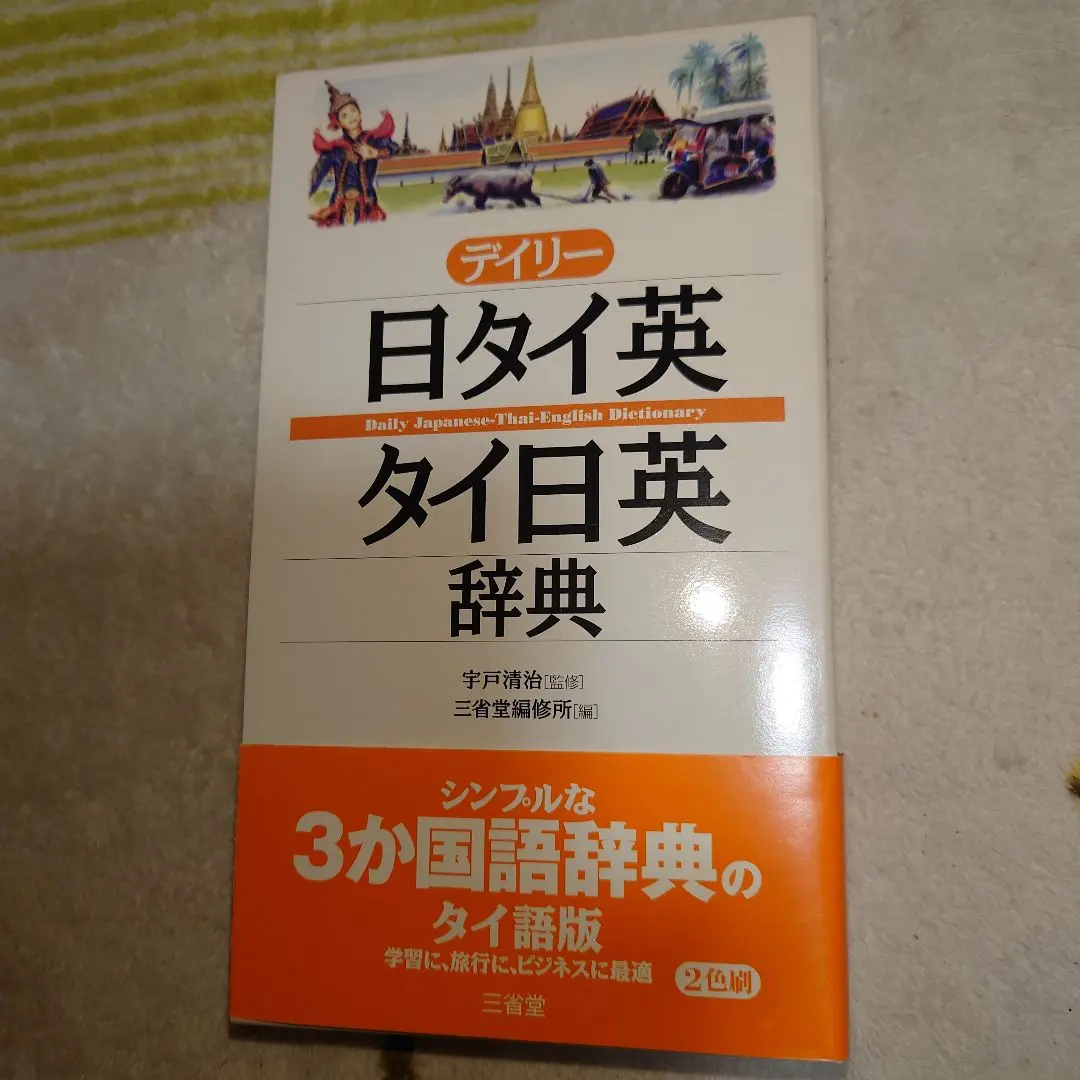 デイリー
日タイ英
Daily Japanese-Thai-English Dictionary
タイ日英
辞典
宇戸清治[監修]
三省堂編修所[編]
シンプルな
3か国語辞典の
タイ語版
学習に、旅行に、ビジネスに最適
2色刷
三省堂